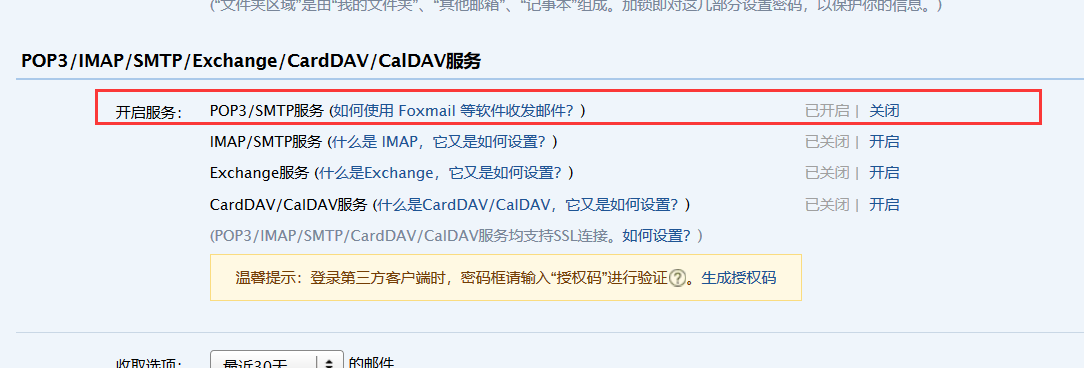 (“文件夹区域”是由“我的文件夹”、“其他邮箱”、“记事本”组成。加锁即对这几部分设置密码，以保护你的信息。)
POP3/IMAP/SMTP/Exchange/CardDAV/CalDAV服务
开启服务： POP3/SMTP服务 (如何使用 Foxmail 等软件收发邮件？) 已开启 | 关闭
IMAP/SMTP服务 (什么是 IMAP，它又是如何设置？) 已关闭 | 开启
Exchange服务 (什么是Exchange，它又是如何设置？) 已关闭 | 开启
CardDAV/CalDAV服务 (什么是CardDAV/CalDAV，它又是如何设置？) 已关闭 | 开启
(POP3/IMAP/SMTP/CardDAV/CalDAV服务均支持SSL连接。如何设置？)
温馨提示：登录第三方客户端时，密码框请输入“授权码”进行验证?。生成授权码
收取选项： 最近30天 的邮件